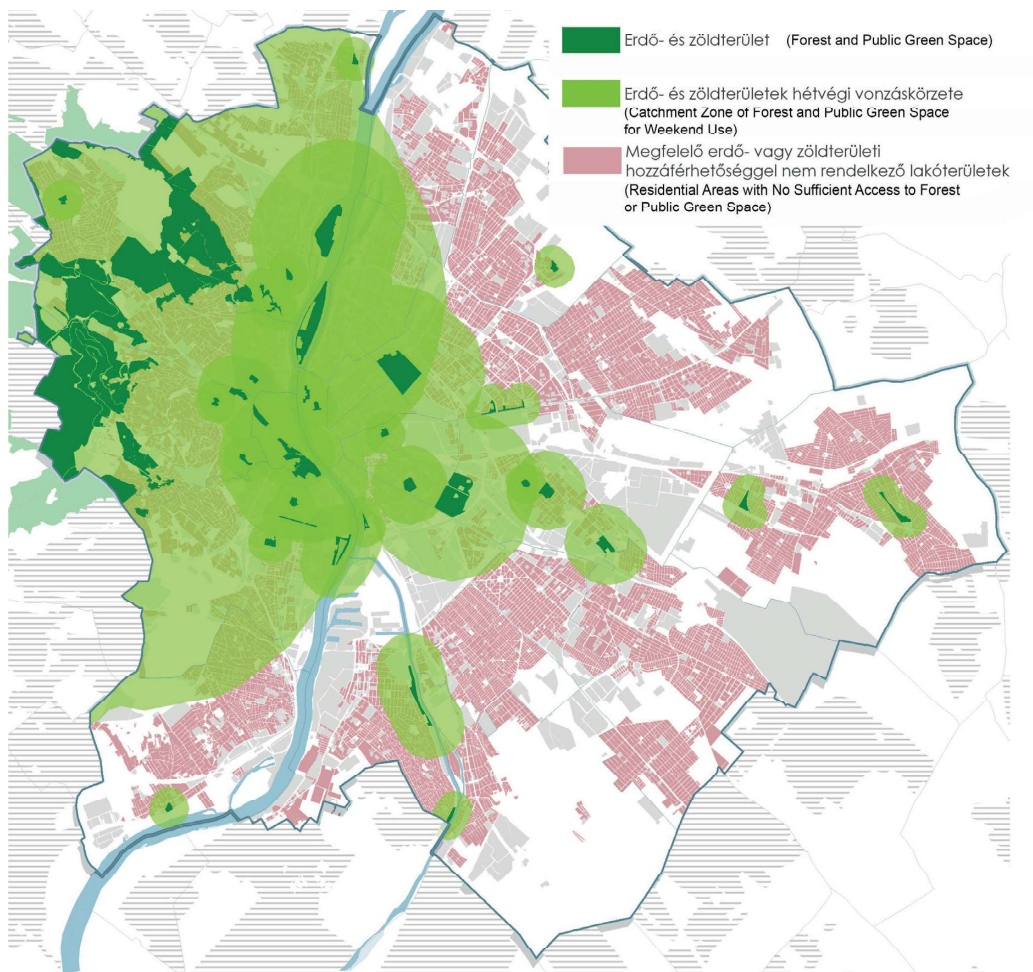 Erdő- és zöldterület (Forest and Public Green Space)
Erdő- és zöldterületek hétvégi vonzáskörzete
(Catchment Zone of Forest and Public Green Space
for Weekend Use)
Megfelelő erdő- vagy zöldterületi
hozzáférhetőséggel nem rendelkező lakóterületek
(Residential Areas with No Sufficient Access to Forest
or Public Green Space)